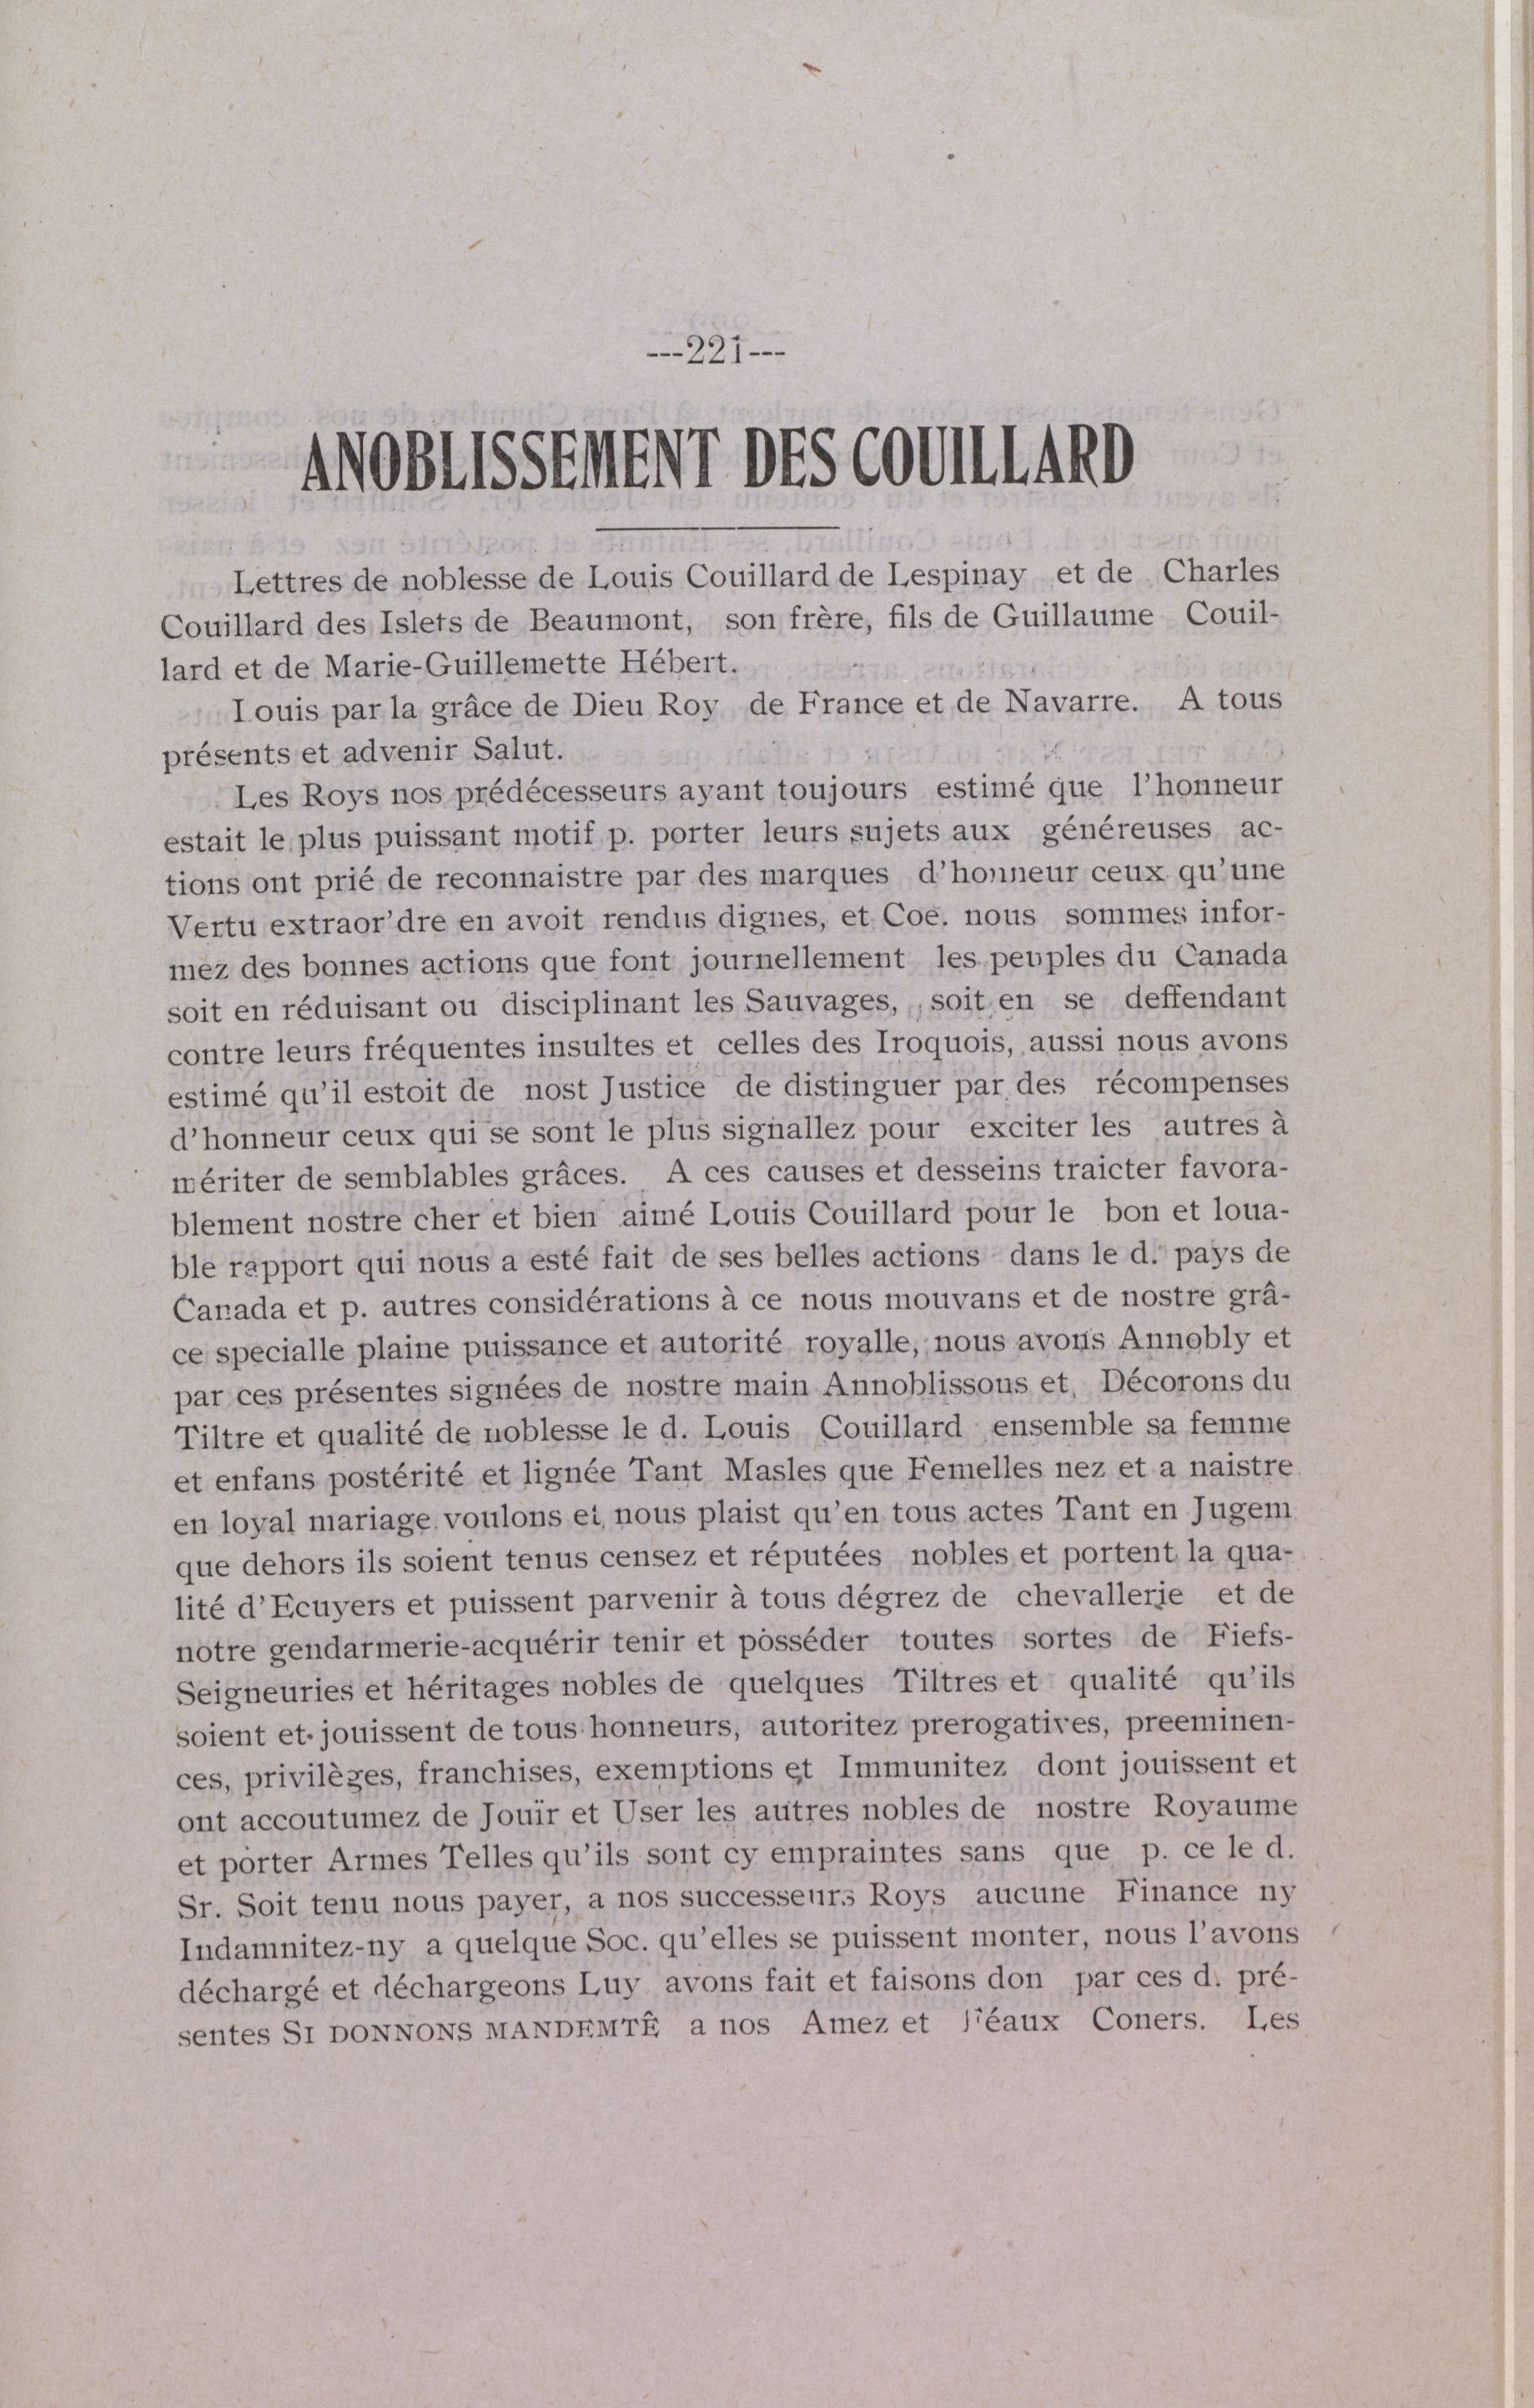 ---221---
ANOBLISSEMENT DES COUILLARD
Lettres de noblesse de Louis Couillard de Lespinay et de Charles
Couillard des Islets de Beaumont, son frère, fils de Guillaume Couil-
lard et de Marie-Guillemette Hébert.
Louis par la grâce de Dieu Roy de France et de Navarre. A tous
présents et advenir Salut.
Les Roys nos prédécesseurs ayant toujours estimé que l'honneur
estait le plus puissant motif p. porter leurs sujets aux généreuses ac-
tions ont prié de reconnaistre par des marques d'honneur ceux qu'une
Vertu extraor'dre en avoit rendus dignes, et Coe. nous sommes infor-
mez des bonnes actions que font journellement les peuples du Canada
soit en réduisant ou disciplinant les Sauvages, soit en se deffendant
contre leurs fréquentes insultes et celles des Iroquois, aussi nous avons
estimé qu'il estoit de nost Justice de distinguer par des récompenses
d'honneur ceux qui se sont le plus signallez pour exciter les autres à
mériter de semblables grâces. A ces causes et desseins traicter favora-
blement nostre cher et bien aimé Louis Couillard pour le bon et loua-
ble rapport qui nous a esté fait de ses belles actions dans le d. pays de
Canada et p. autres considérations à ce nous mouvans et de nostre grâ-
ce specialle plaine puissance et autorité royalle, nous avons Annobly et
par ces présentes signées de nostre main Annoblissous et, Décorons du
Tiltre et qualité de noblesse le d. Louis Couillard ensemble sa femme
et enfans postérité et lignée Tant Masles que Femelles nez et a naistre
en loyal mariage voulons et nous plaist qu'en tous actes Tant en Jugem
que dehors ils soient tenus censez et réputées nobles et portent la qua-
lité d'Ecuyers et puissent parvenir à tous dégrez de chevallerie et de
notre gendarmerie-acquérir tenir et posséder toutes sortes de Fiefs-
Seigneuries et héritages nobles de quelques Tiltres et qualité qu'ils
soient et jouissent de tous honneurs, autoritez prerogatives, preeminen-
ces, privilèges, franchises, exemptions et Immunitez dont jouissent et
ont accoutumez de Jouïr et User les autres nobles de nostre Royaume
et porter Armes Telles qu'ils sont cy empraintes sans que p. ce le d.
Sr. Soit tenu nous payer, a nos successeurs Roys aucune Finance ny
Indamnitez-ny a quelque Soc. qu'elles se puissent monter, nous l'avons
déchargé et déchargeons Luy avons fait et faisons don par ces d. pré-
sentes SI DONNONS MANDEMTÊ a nos Amez et Féaux Coners. Les